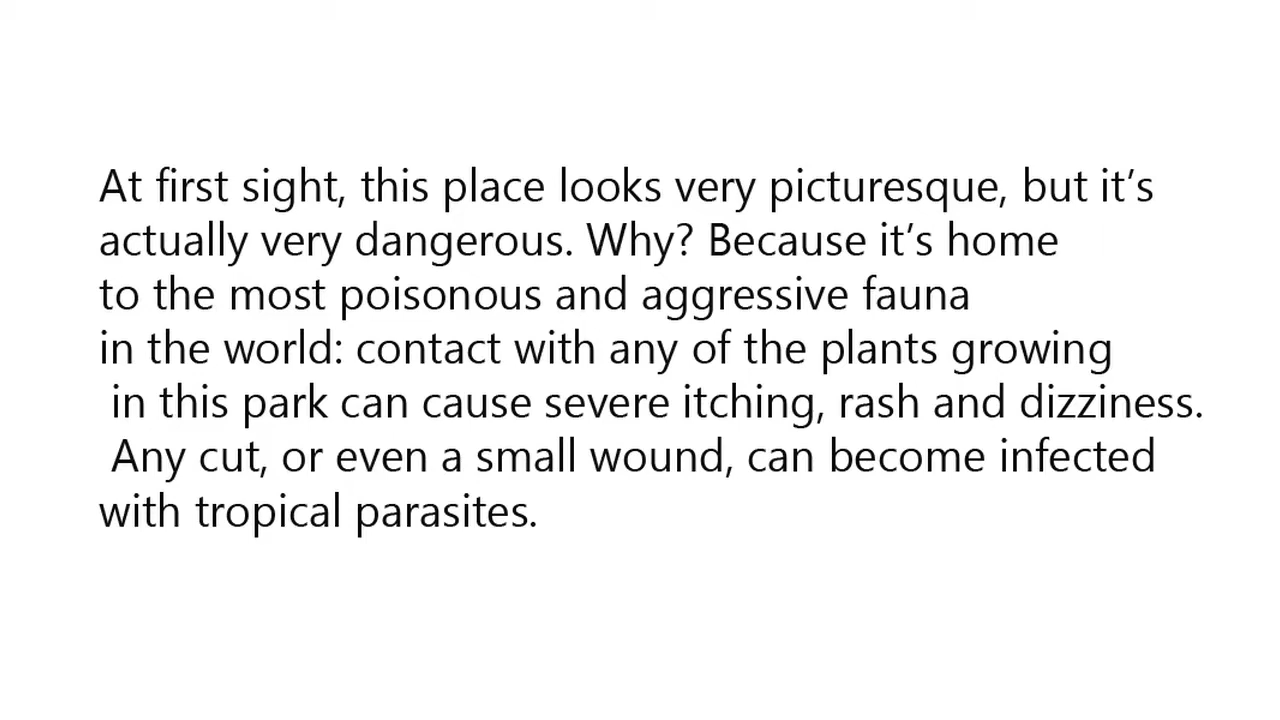 At first sight, this place looks very picturesque, but it’s
actually very dangerous. Why? Because it’s home
to the most poisonous and aggressive fauna
in the world: contact with any of the plants growing
in this park can cause severe itching, rash and dizziness.
Any cut, or even a small wound, can become infected
with tropical parasites.